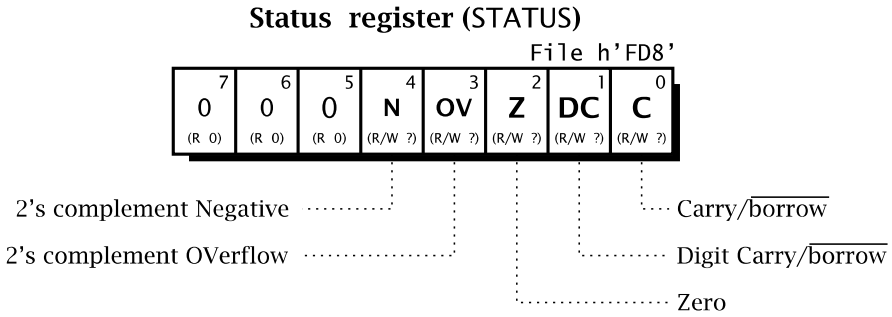 Status register (STATUS)
File h'FD8'
7 6 5 4 3 2 1 0
0 0 0 N OV Z DC C
(R 0) (R 0) (R 0) (R/W ?) (R/W ?) (R/W ?) (R/W ?) (R/W ?)
2's complement Negative Carry/borrow
2's complement OVerflow Digit Carry/borrow
Zero